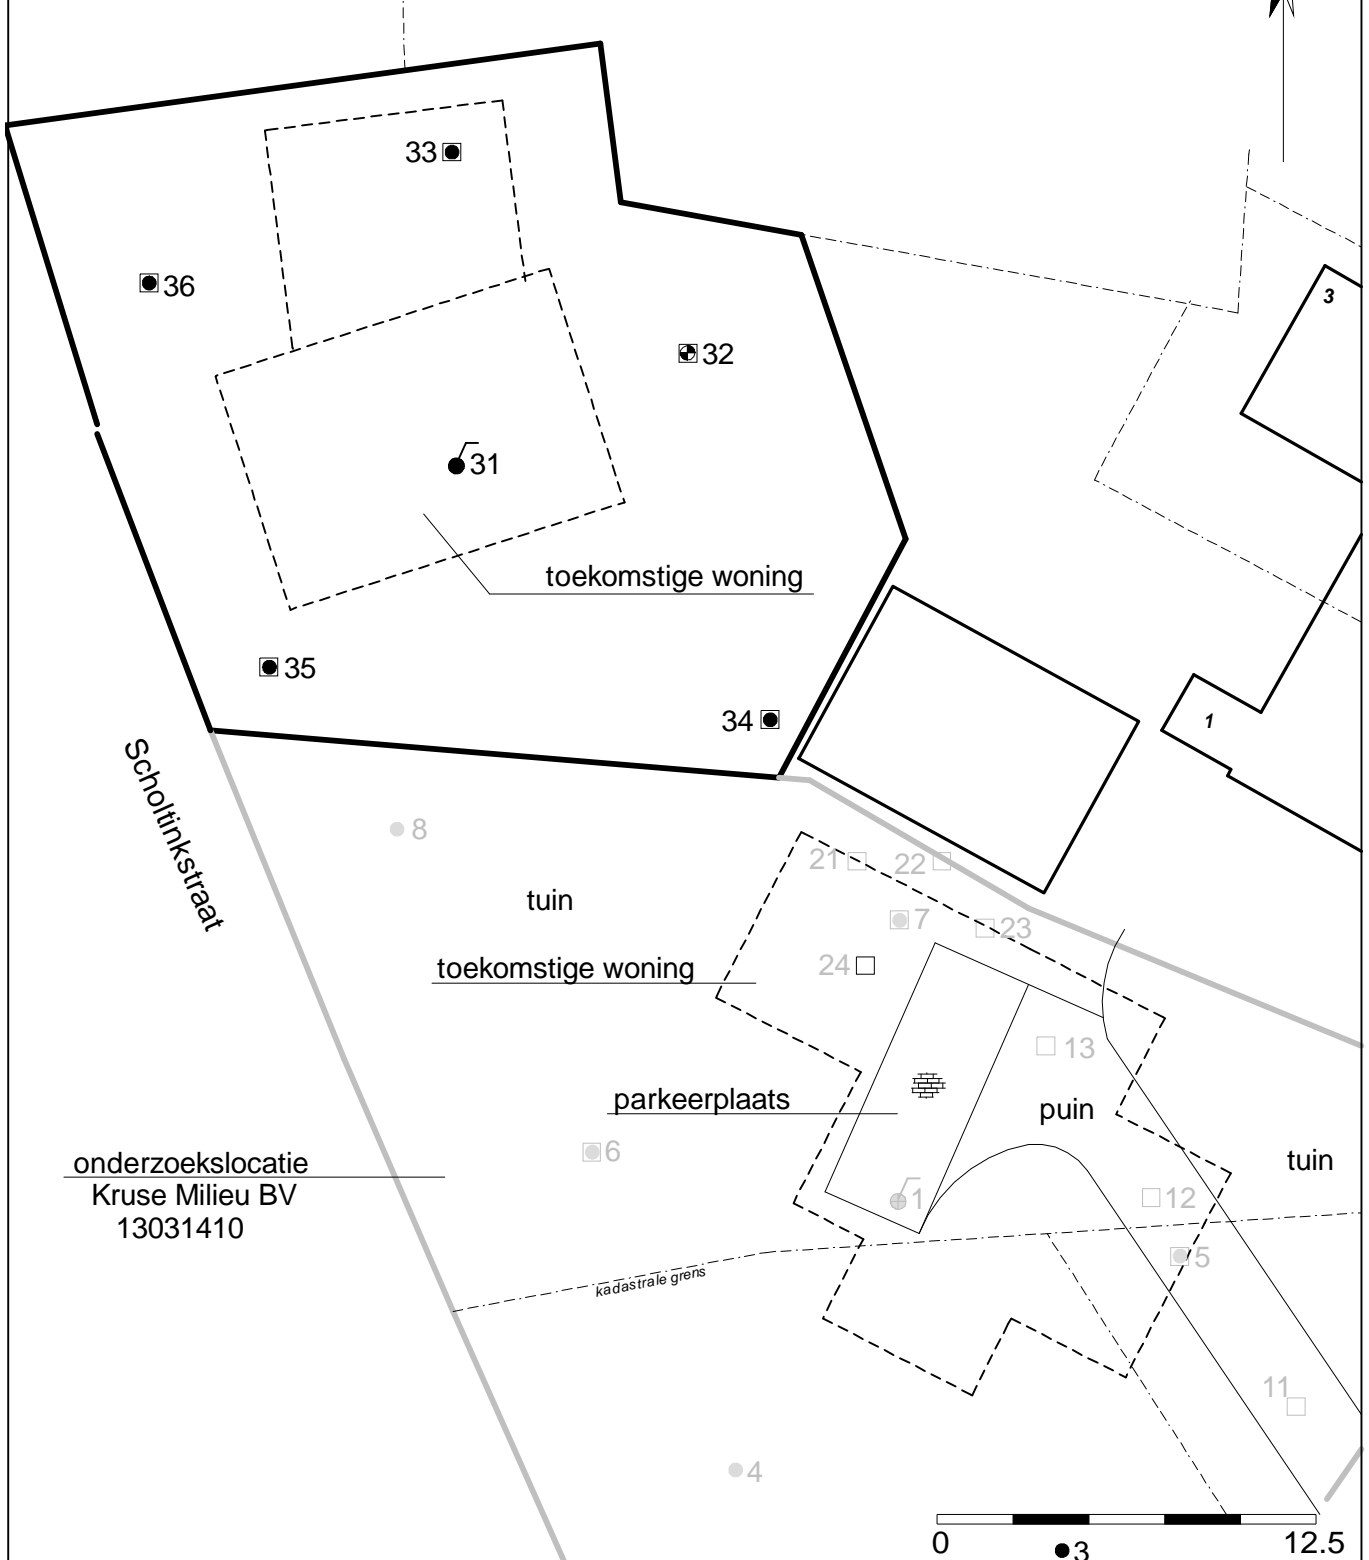 33
36
3
32
31
toekomstige woning
35
34
1
Scholtinkstraat
8
21
22
tuin
7
23
toekomstige woning
24
13
parkeerplaats
puin
6
tuin
onderzoekslocatie
Kruse Milieu BV
13031410
1
12
5
kadastrale grens
11
4
0
12.5
3